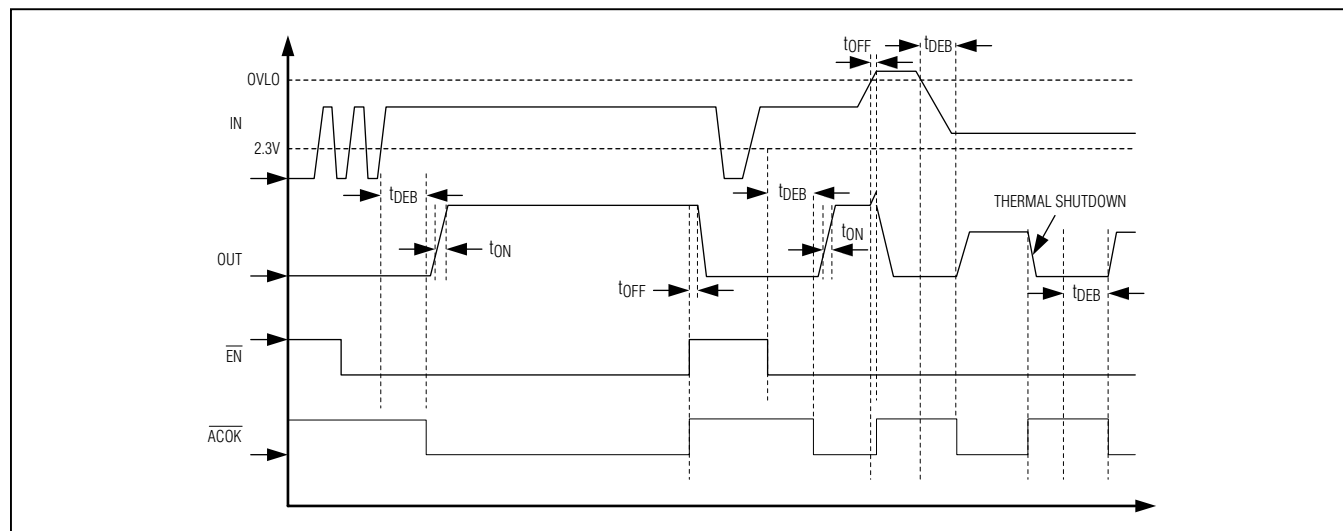 tOFF
tDEB
OVLO
IN
2.3V
tDEB
tDEB
THERMAL SHUTDOWN
tON
tON
OUT
tOFF
tDEB
EN
ACOK